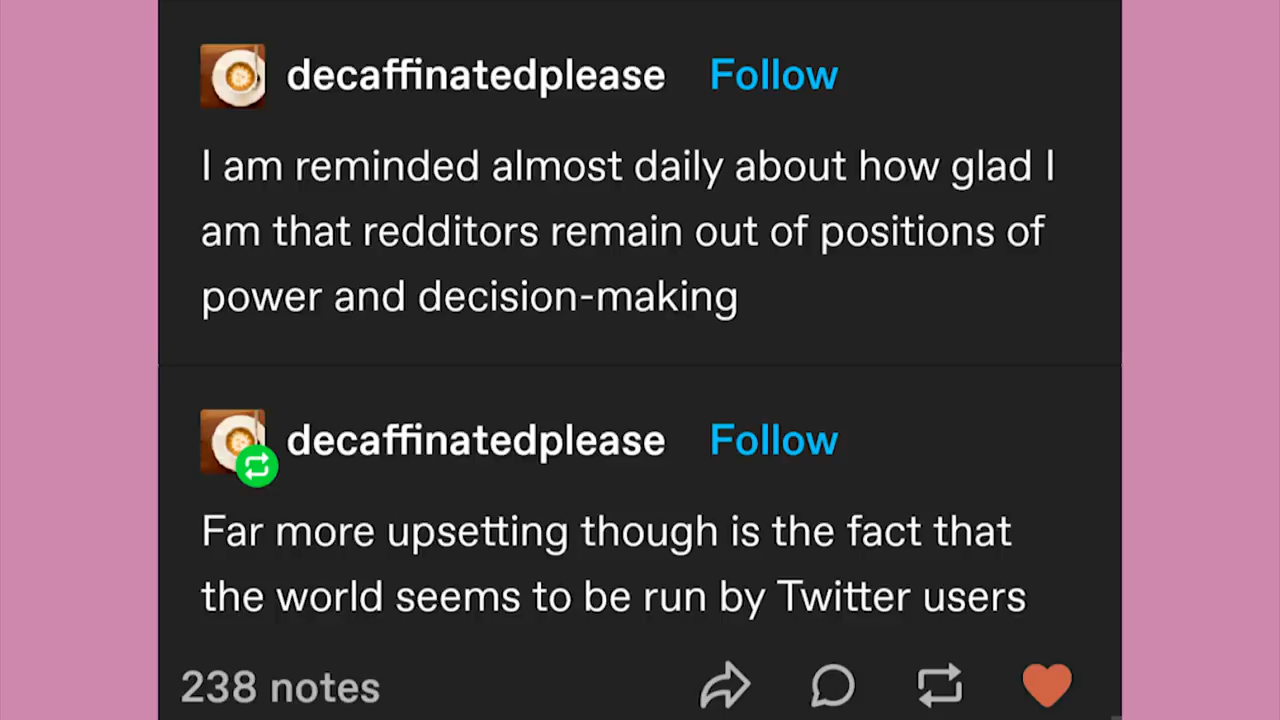 decaffinatedplease Follow
I am reminded almost daily about how glad I
am that redditors remain out of positions of
power and decision-making
decaffinatedplease Follow
Far more upsetting though is the fact that
the world seems to be run by Twitter users
238 notes